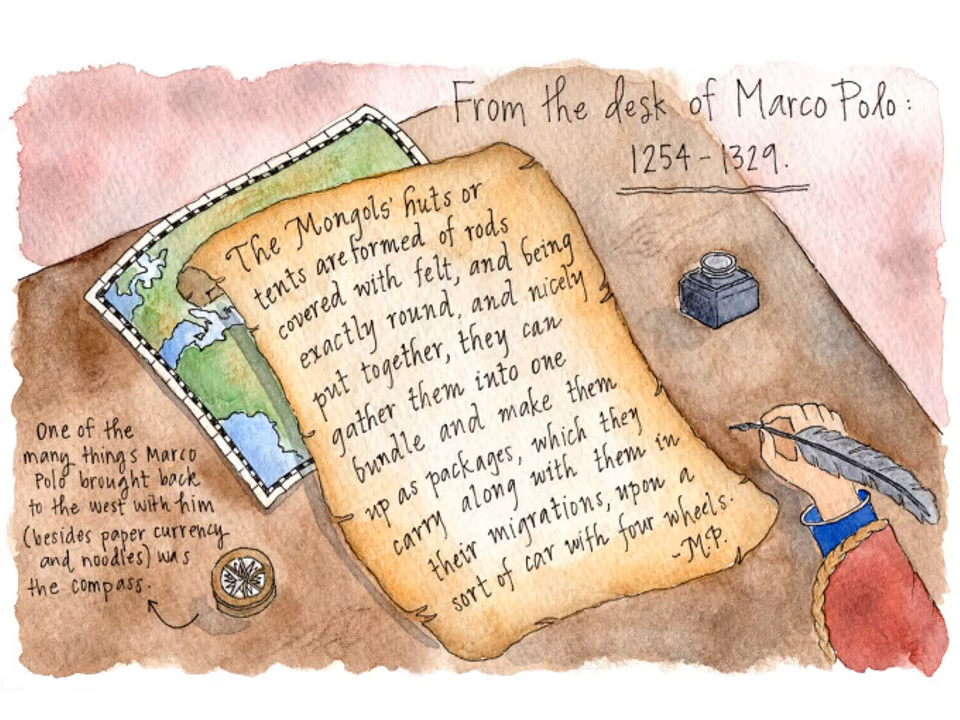 From the desk of Marco Polo:
1254-1329.
The Mongols' huts or
tents are formed of rods
covered with felt, and being
exactly round, and nicely
put together, they can
gather them into one
bundle and make them
up as packages, which they
carry along with them in
their migrations, upon a
sort of car with four wheels.
-M.P.
One of the
many things Marco
Polo brought back
to the west with him
(besides paper currency
and noodles) was
the compass.